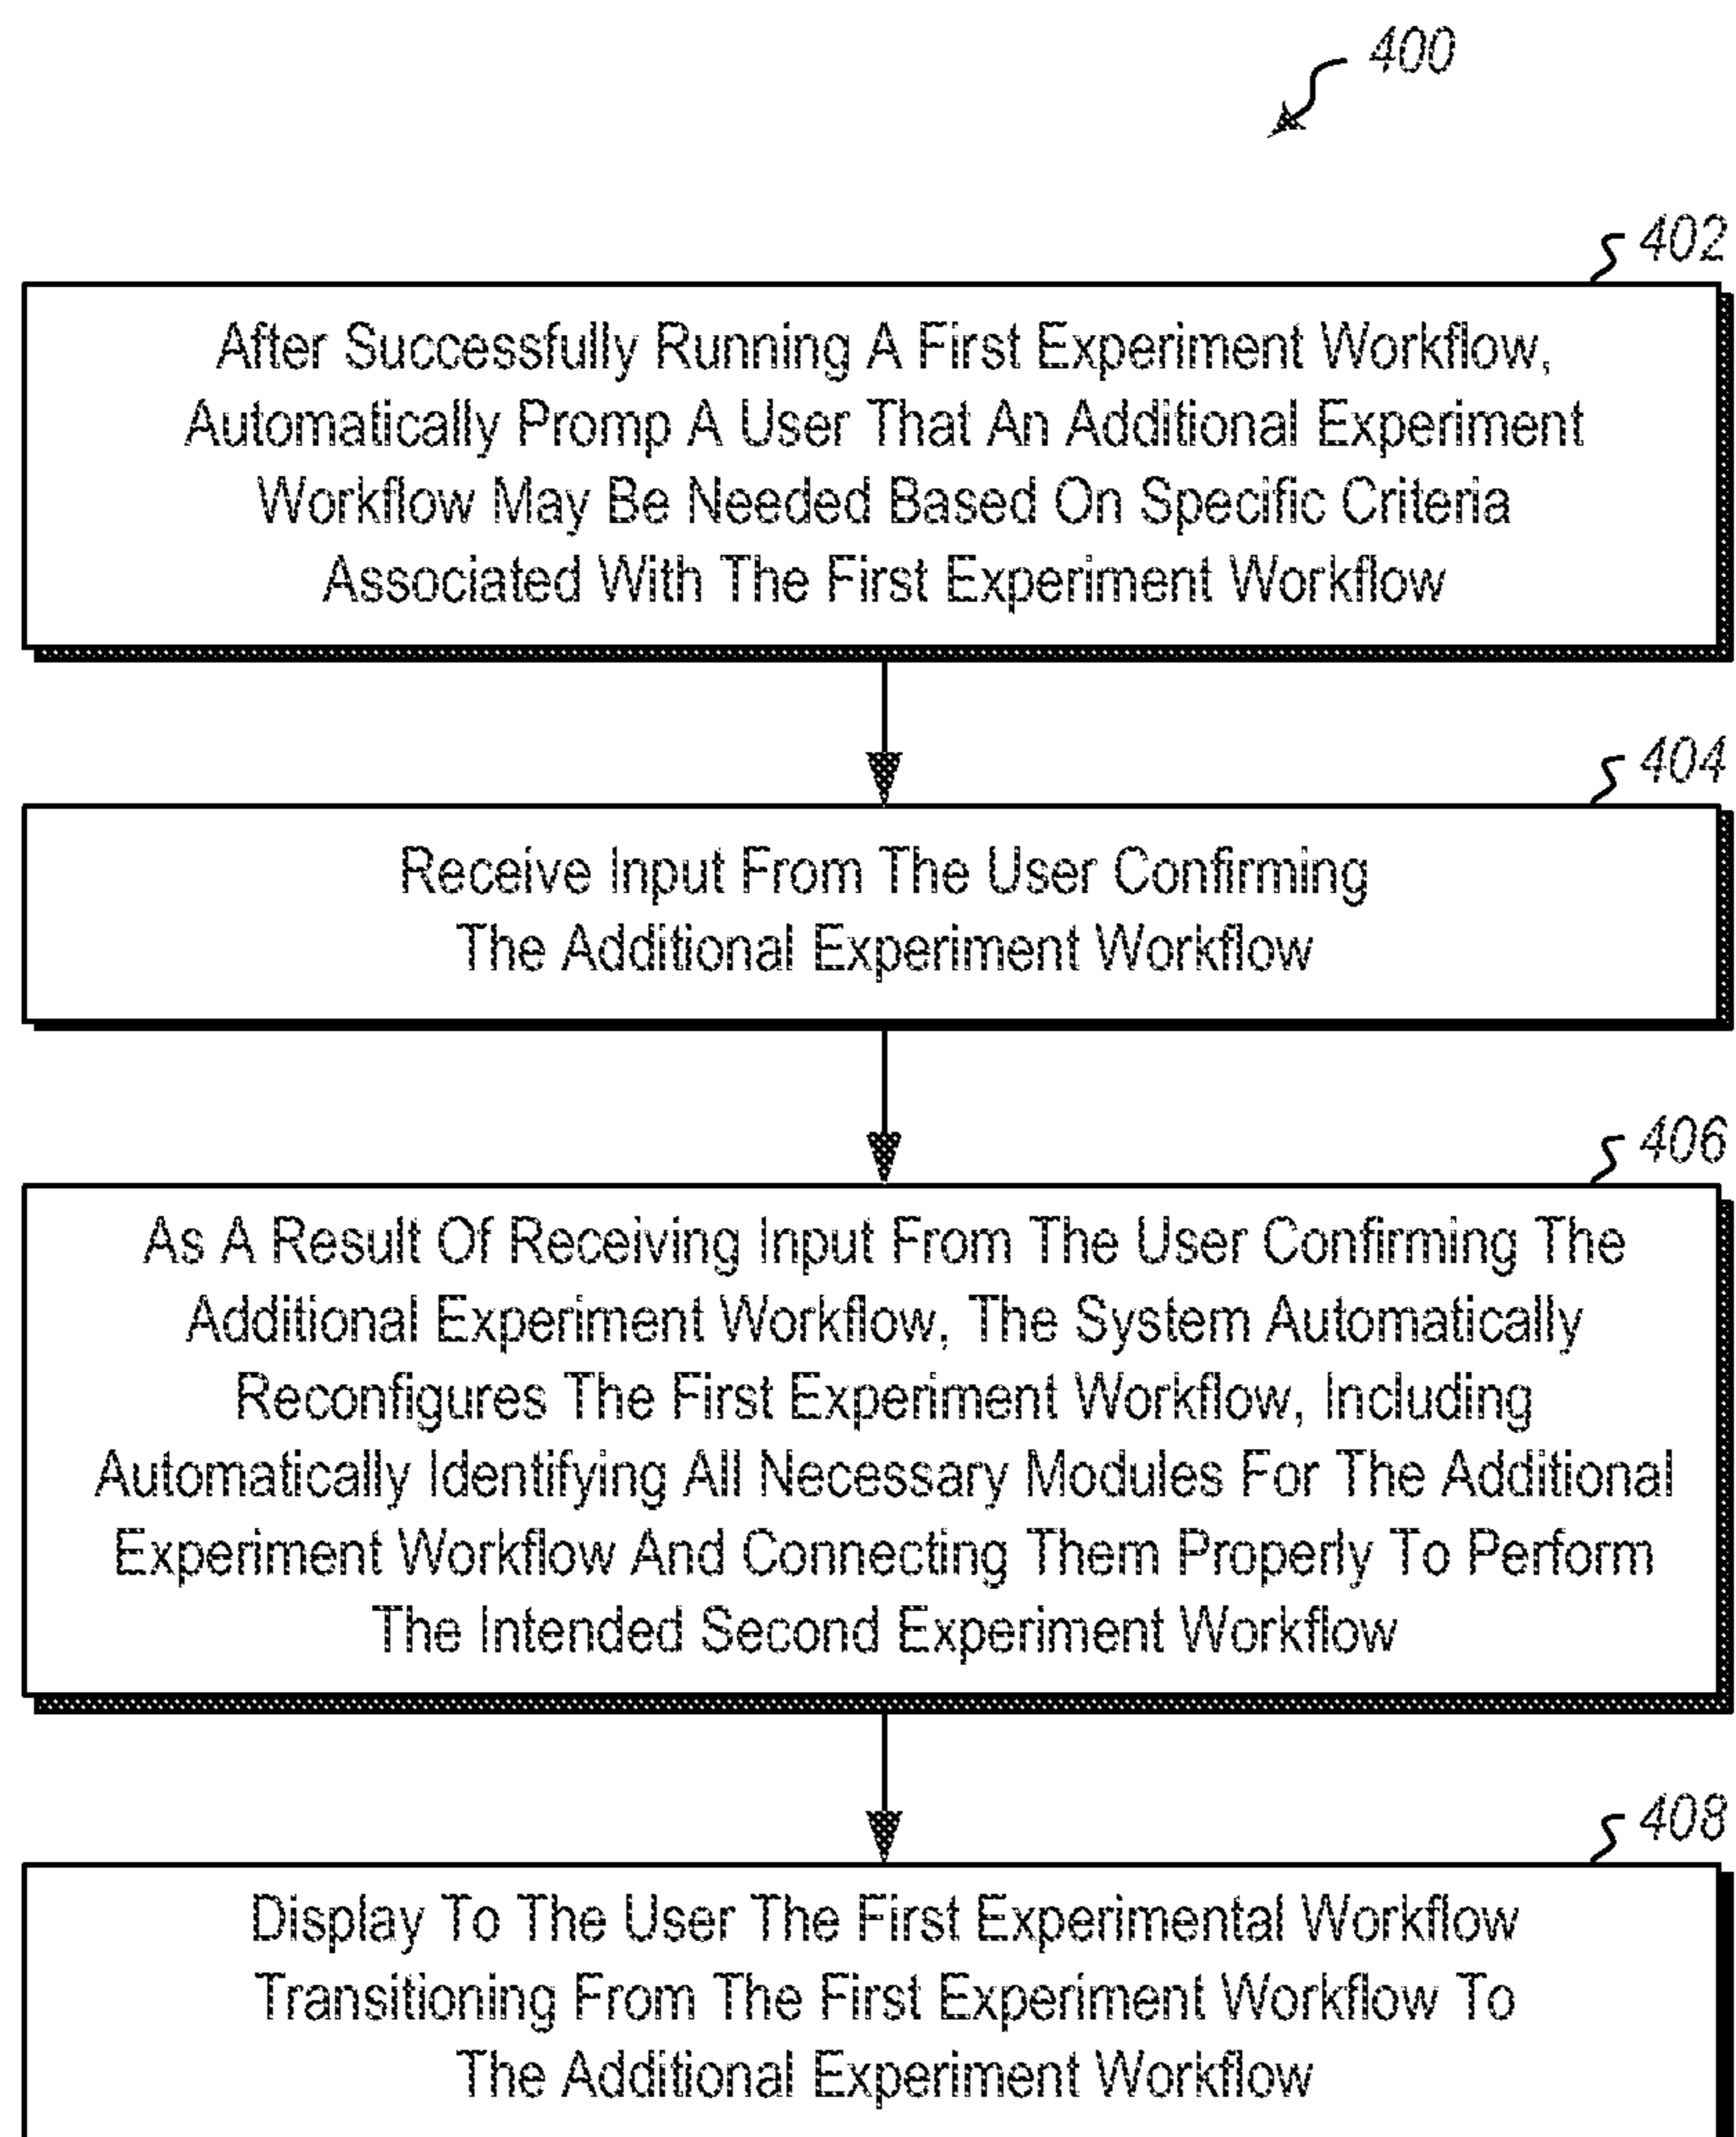 400
402
After Successfully Running A First Experiment Workflow,
Automatically Promp A User That An Additional Experiment
Workflow May Be Needed Based On Specific Criteria
Associated With The First Experiment Workflow
404
Receive Input From The User Confirming
The Additional Experiment Workflow
406
As A Result Of Receiving Input From The User Confirming The
Additional Experiment Workflow, The System Automatically
Reconfigures The First Experiment Workflow, Including
Automatically Identifying All Necessary Modules For The Additional
Experiment Workflow And Connecting Them Properly To Perform
The Intended Second Experiment Workflow
408
Display To The User The First Experimental Workflow
Transitioning From The First Experiment Workflow To
The Additional Experiment Workflow